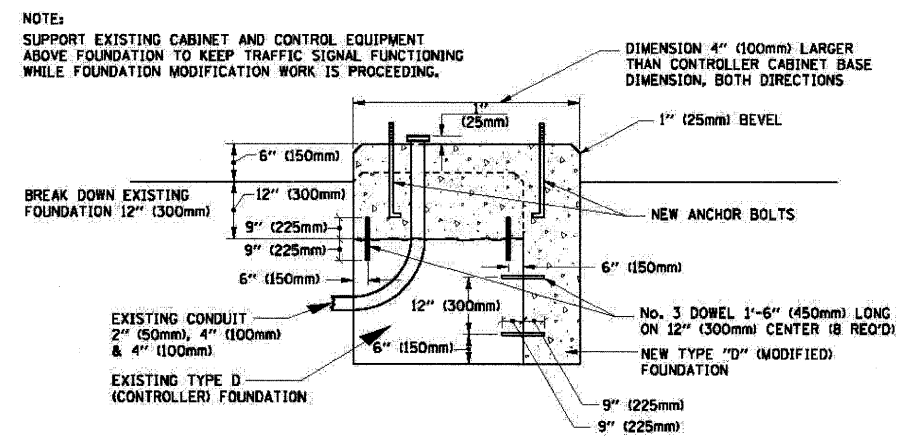 NOTE:
SUPPORT EXISTING CABINET AND CONTROL EQUIPMENT
ABOVE FOUNDATION TO KEEP TRAFFIC SIGNAL FUNCTIONING
WHILE FOUNDATION MODIFICATION WORK IS PROCEEDING.
DIMENSION 4" (100mm) LARGER
THAN CONTROLLER CABINET BASE
DIMENSION, BOTH DIRECTIONS
1"
(25mm)
1" (25mm) BEVEL
6" (150mm)
BREAK DOWN EXISTING
FOUNDATION 12" (300mm)
12" (300mm)
NEW ANCHOR BOLTS
9" (225mm)
9" (225mm)
6" (150mm)
6" (150mm)
12" (300mm)
No. 3 DOWEL 1'-6" (450mm) LONG
ON 12" (300mm) CENTER (8 REQ'D)
EXISTING CONDUIT
2" (50mm), 4" (100mm)
& 4" (100mm)
6" (150mm)
NEW TYPE "D" (MODIFIED)
FOUNDATION
EXISTING TYPE D
(CONTROLLER) FOUNDATION
9" (225mm)
9" (225mm)